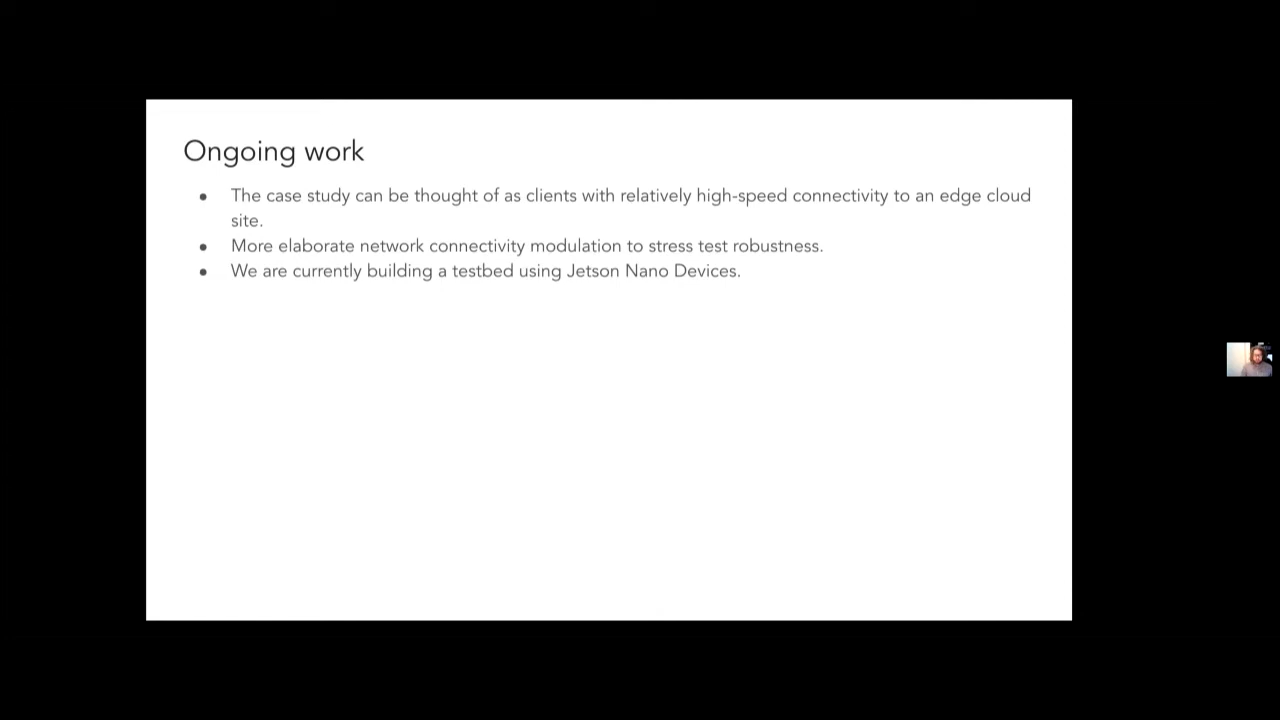 Ongoing work
● The case study can be thought of as clients with relatively high-speed connectivity to an edge cloud
site.
● More elaborate network connectivity modulation to stress test robustness.
● We are currently building a testbed using Jetson Nano Devices.